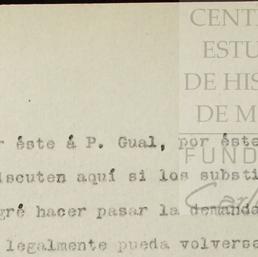 CENT
ESTU
DE HIS
DE M
FUND
Carl
r éste á P. Gual, por éste
iscuten aquí si los substi
gré hacer pasar la demanda
legalmente pueda volverse